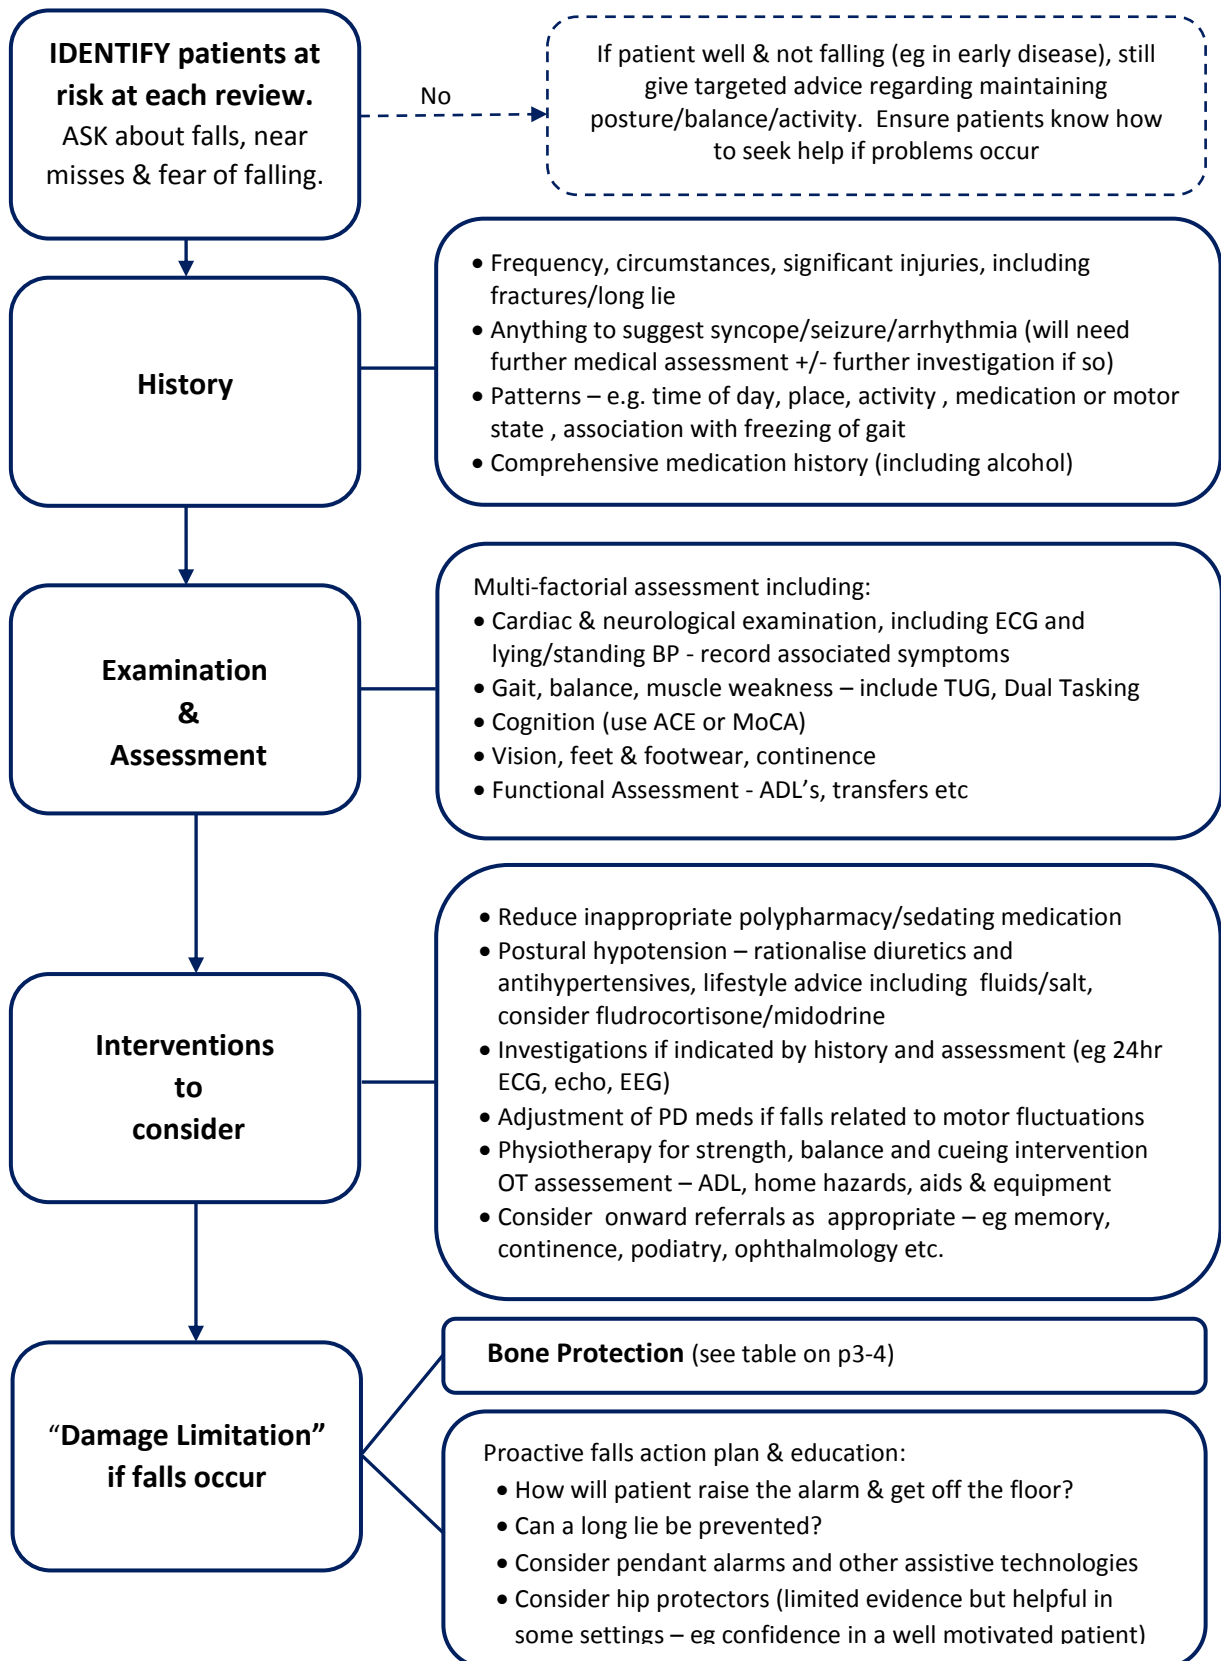 IDENTIFY patients at
risk at each review.
ASK about falls, near
misses & fear of falling.
No
If patient well & not falling (eg in early disease), still
give targeted advice regarding maintaining
posture/balance/activity.  Ensure patients know how
to seek help if problems occur
History
• Frequency, circumstances, significant injuries, including
fractures/long lie
• Anything to suggest syncope/seizure/arrhythmia (will need
further medical assessment +/- further investigation if so)
• Patterns – e.g. time of day, place, activity , medication or motor
state , association with freezing of gait
• Comprehensive medication history (including alcohol)
Examination
&
Assessment
Multi-factorial assessment including:
• Cardiac & neurological examination, including ECG and
lying/standing BP - record associated symptoms
• Gait, balance, muscle weakness – include TUG, Dual Tasking
• Cognition (use ACE or MoCA)
• Vision, feet & footwear, continence
• Functional Assessment - ADL’s, transfers etc
Interventions
to
consider
• Reduce inappropriate polypharmacy/sedating medication
• Postural hypotension – rationalise diuretics and
antihypertensives, lifestyle advice including  fluids/salt,
consider fludrocortisone/midodrine
• Investigations if indicated by history and assessment (eg 24hr
ECG, echo, EEG)
• Adjustment of PD meds if falls related to motor fluctuations
• Physiotherapy for strength, balance and cueing intervention
OT assessement – ADL, home hazards, aids & equipment
• Consider  onward referrals as  appropriate – eg memory,
continence, podiatry, ophthalmology etc.
“Damage Limitation”
if falls occur
Bone Protection (see table on p3-4)
Proactive falls action plan & education:
• How will patient raise the alarm & get off the floor?
• Can a long lie be prevented?
• Consider pendant alarms and other assistive technologies
• Consider hip protectors (limited evidence but helpful in
some settings – eg confidence in a well motivated patient)